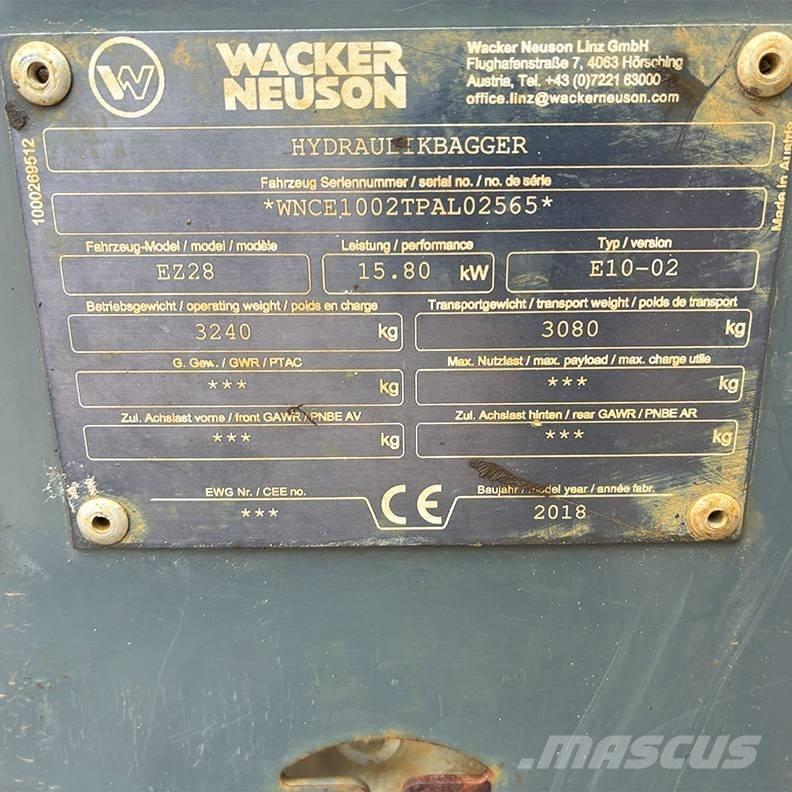 WACKER
NEUSON
Wacker Neuson Linz GmbH
Flughafenstraße 7, 4063 Hörsching
Austria, Tel. +43 (0)7221 63000
office.linz@wackerneuson.com
1000269512
Made in Austria
HYDRAULIKBAGGER
Fahrzeug Seriennummer / serial no. / no. de série
*WNCE1002TPAL02565*
Fahrzeug-Model / model / modèle Leistung / performance Typ / version
EZ28 15.80 kW E10-02
Betriebsgewicht / operating weight / poids en charge Transportgewicht / transport weight / poids de transport
3240 kg 3080 kg
G. Gew. / GWR / PTAC Max. Nutzlast / max. payload / max. charge utile
*** kg *** kg
Zul. Achslast vorne / front GAWR / PNBE AV Zul. Achslast hinten / rear GAWR / PNBE AR
*** kg *** kg
EWG Nr. / CEE no. CE Baujahr / model year / année fabr.
*** 2018
MASCUS